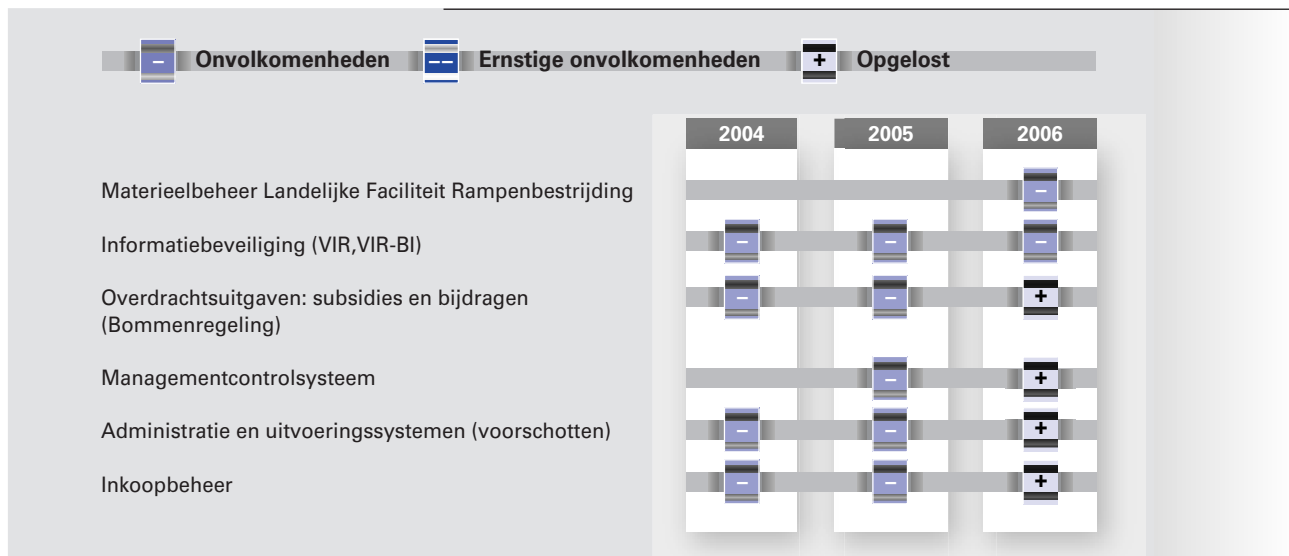 – Onvolkomenheden –– Ernstige onvolkomenheden + Opgelost
2004 2005 2006
Materieelbeheer Landelijke Faciliteit Rampenbestrijding –
Informatiebeveiliging (VIR,VIR-BI) – – –
Overdrachtsuitgaven: subsidies en bijdragen – – +
(Bommenregeling)
Managementcontrolsysteem – +
Administratie en uitvoeringssystemen (voorschotten) – – +
Inkoopbeheer – – +